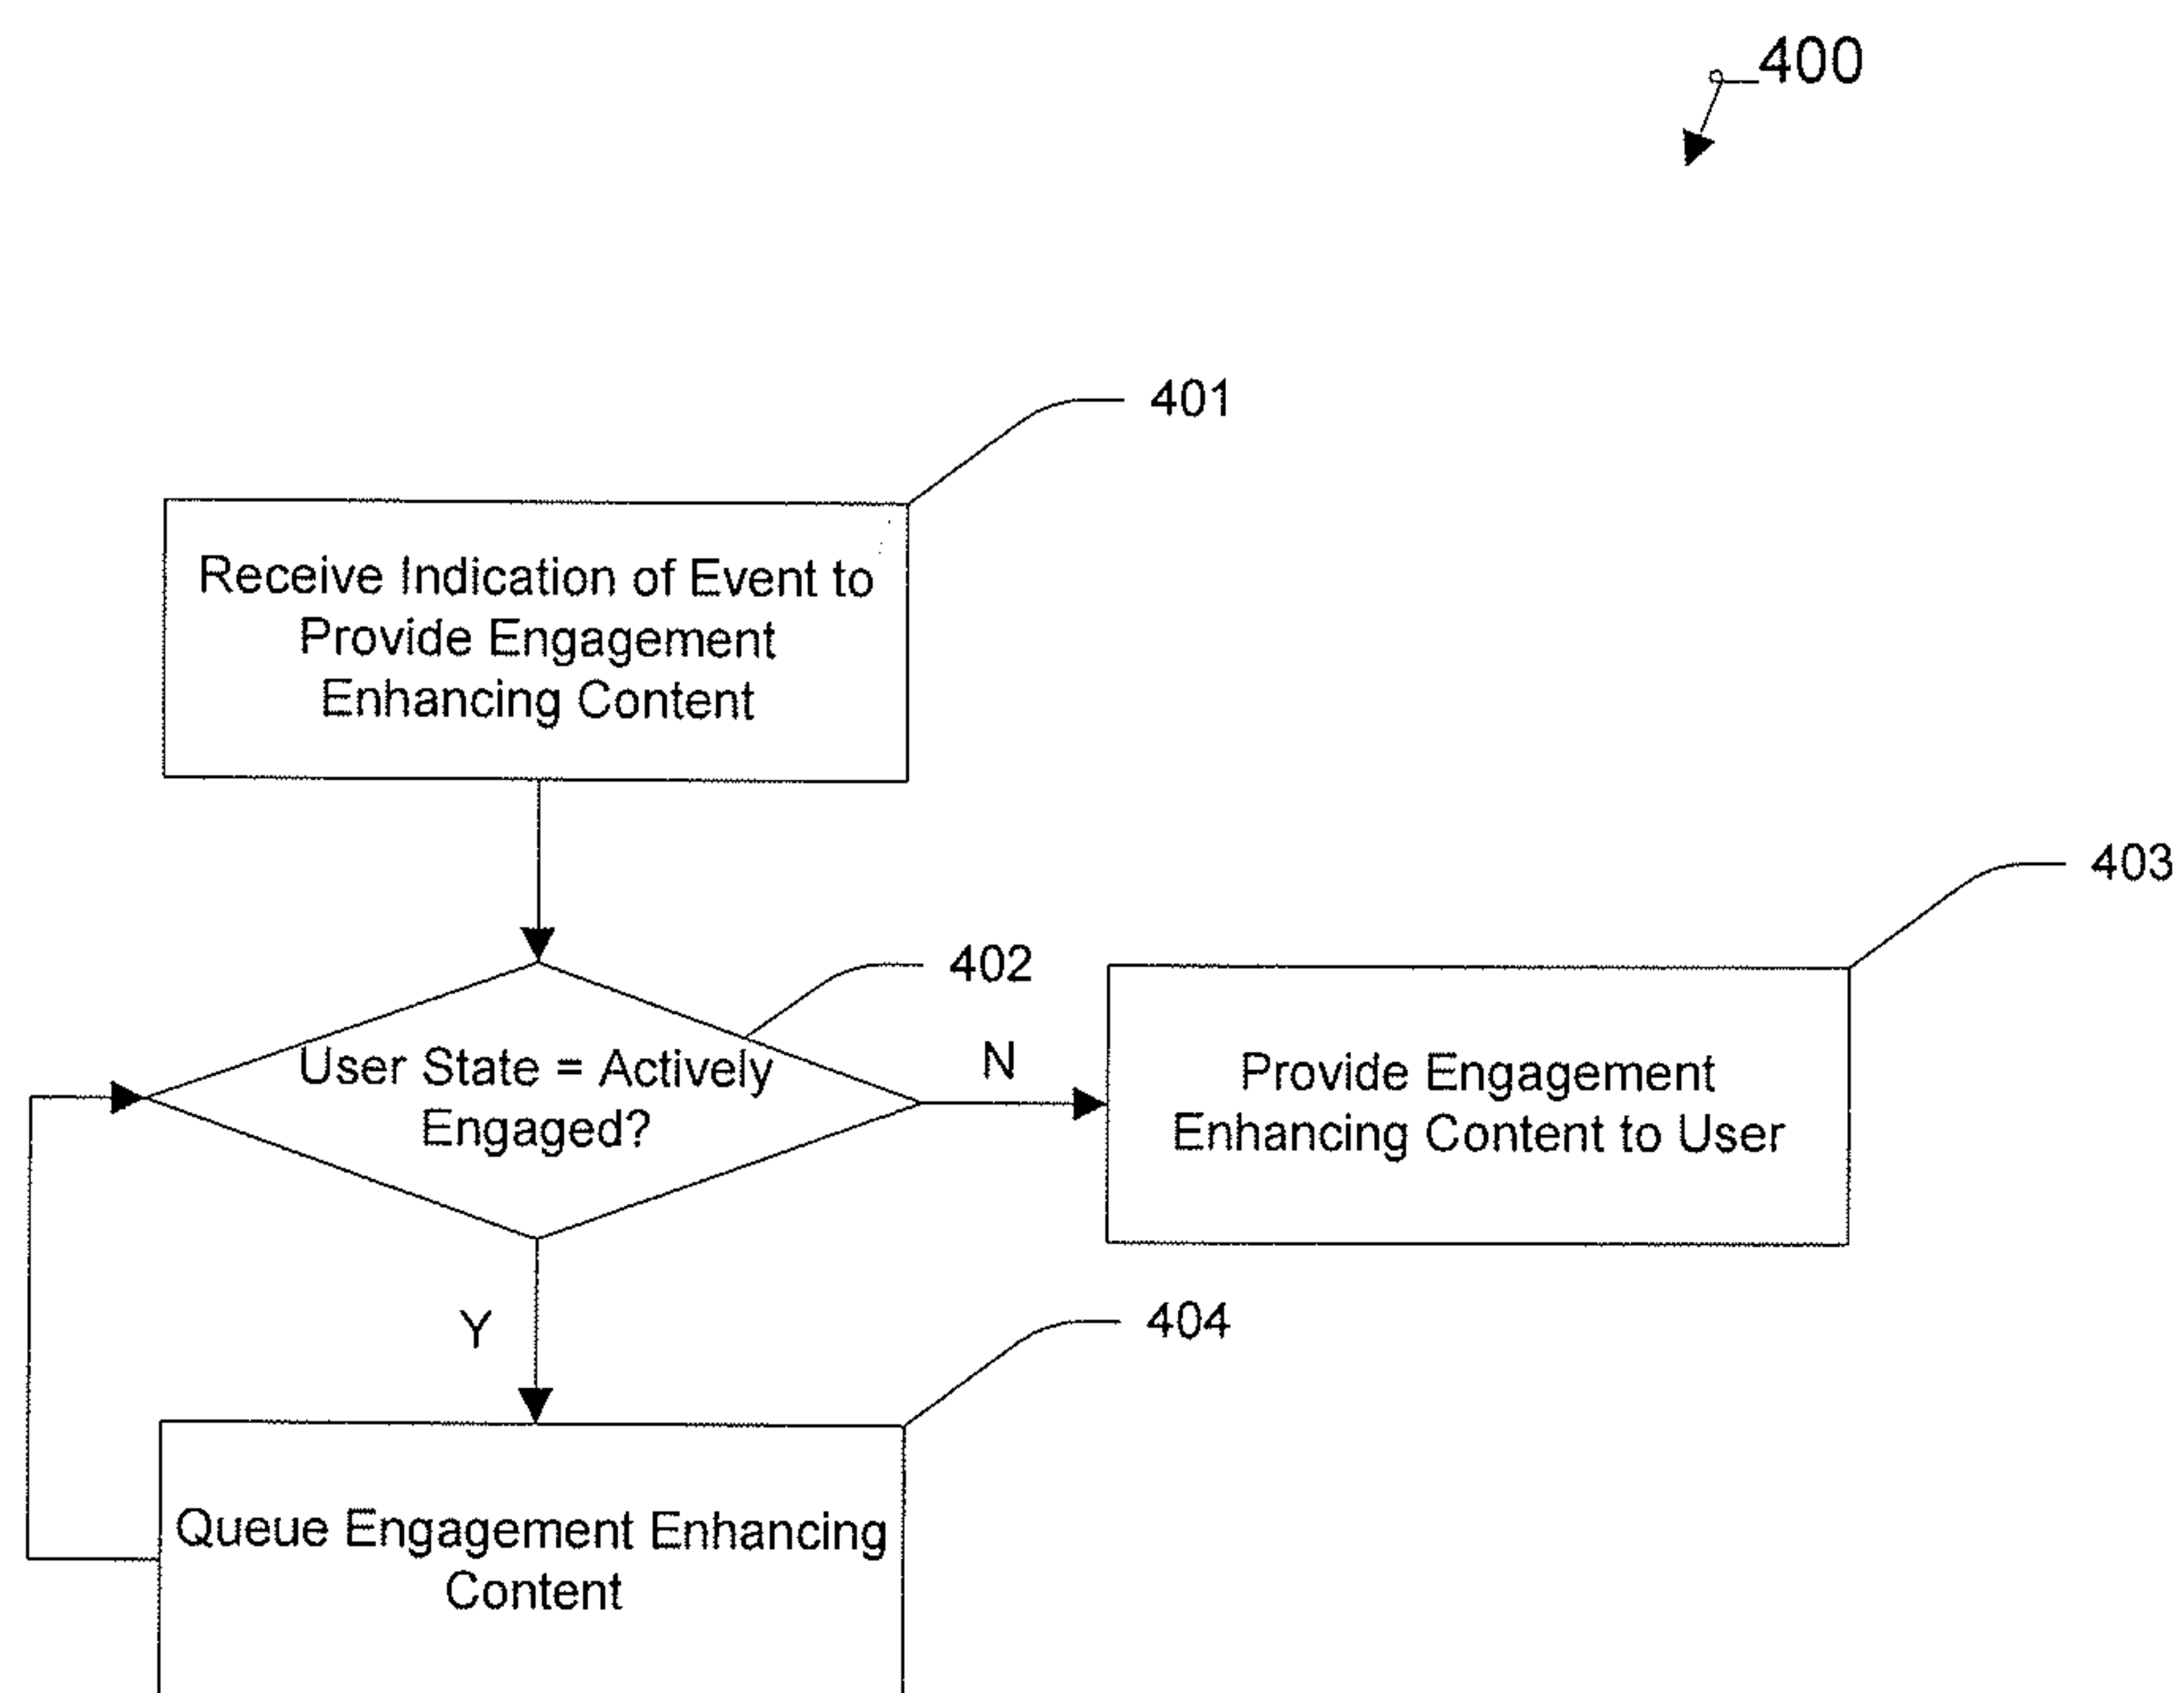 400
401
Receive Indication of Event to
Provide Engagement
Enhancing Content
402
403
User State = Actively
Engaged?
N
Provide Engagement
Enhancing Content to User
Y
404
Queue Engagement Enhancing
Content